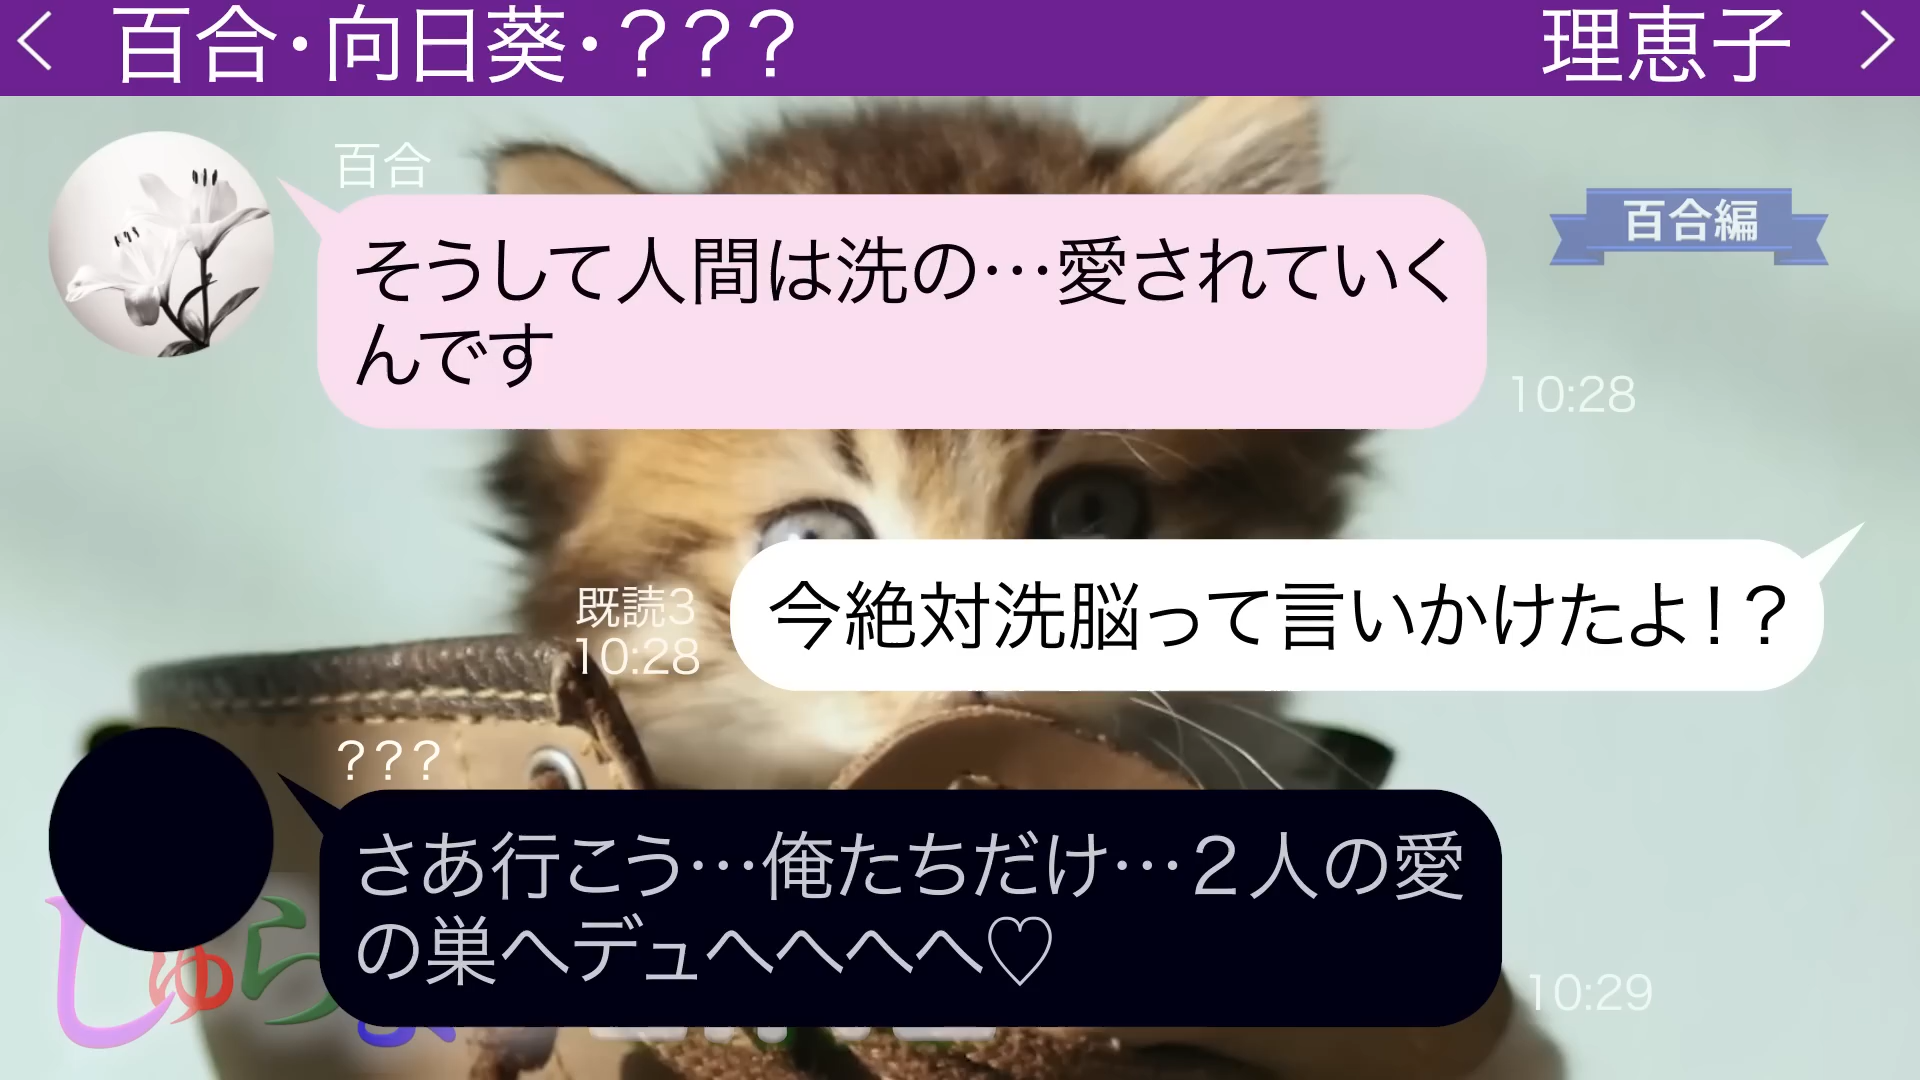 百合・向日葵・？？？ 理恵子
百合
百合編
そうして人間は洗の…愛されていく
んです
10:28
今絶対洗脳って言いかけたよ！？
既読3
10:28
？？？
さあ行こう…俺たちだけ…２人の愛
の巣へデュへへへへ♡
10:29
しゅら